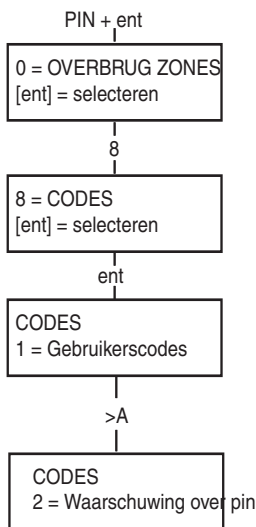 PIN + ent
0 = OVERBRUG ZONES
[ent] = selecteren
8
8 = CODES
[ent] = selecteren
ent
CODES
1 = Gebruikerscodes
>A
CODES
2 = Waarschuwing over pin